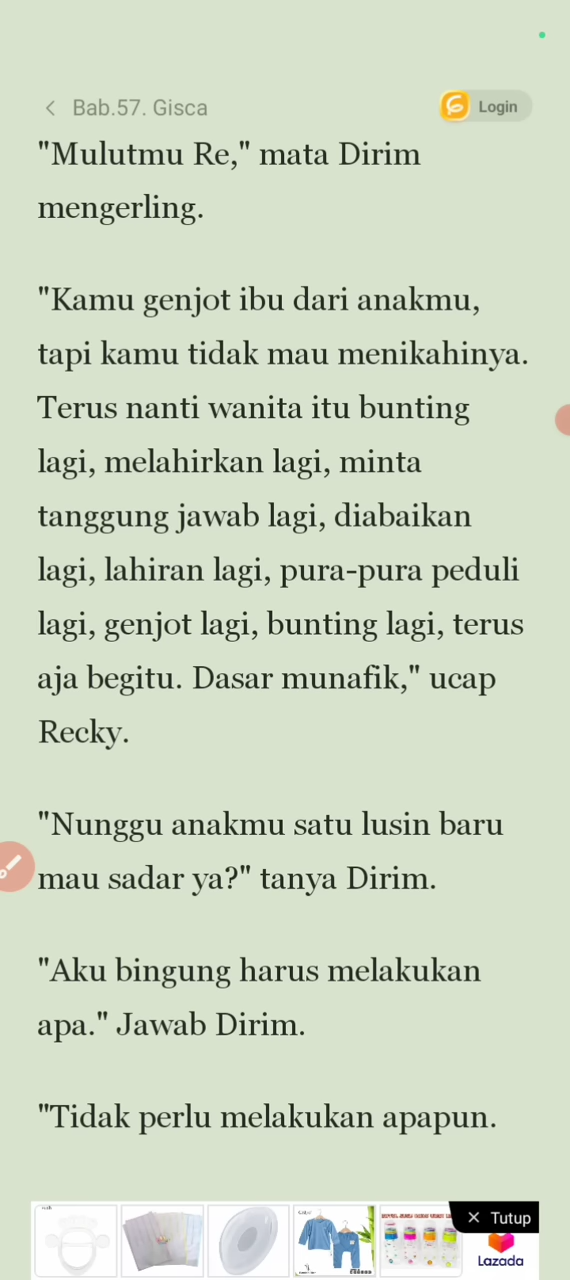 Bab.57. Gisca
Login
"Mulutmu Re," mata Dirim
mengerling.
"Kamu genjot ibu dari anakmu,
tapi kamu tidak mau menikahinya.
Terus nanti wanita itu bunting
lagi, melahirkan lagi, minta
tanggung jawab lagi, diabaikan
lagi, lahiran lagi, pura-pura peduli
lagi, genjot lagi, bunting lagi, terus
aja begitu. Dasar munafik," ucap
Recky.
"Nunggu anakmu satu lusin baru
mau sadar ya?" tanya Dirim.
"Aku bingung harus melakukan
apa." Jawab Dirim.
"Tidak perlu melakukan apapun.
Tutup
Lazada